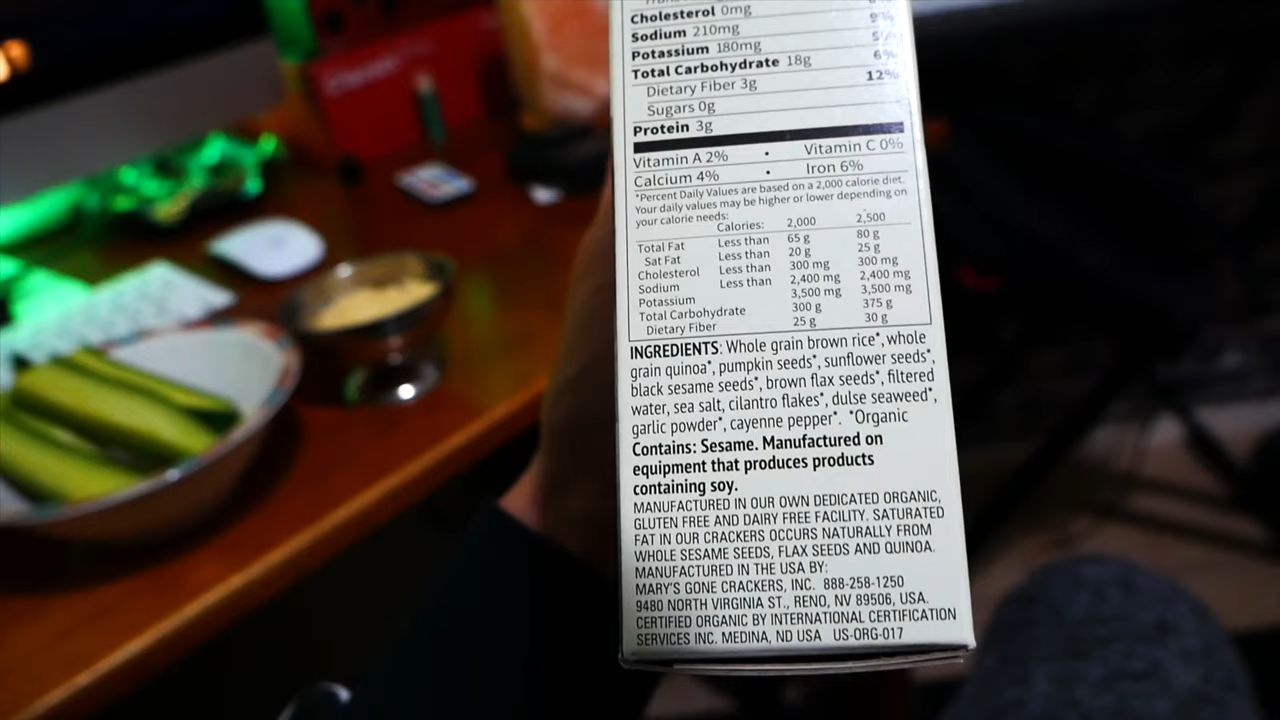 Cholesterol 0mg
Sodium 210mg 9%
Potassium 180mg 5%
Total Carbohydrate 18g 6%
Dietary Fiber 3g 12%
Sugars 0g
Protein 3g
Vitamin A 2% • Vitamin C 0%
Calcium 4% • Iron 6%
*Percent Daily Values are based on a 2,000 calorie diet.
Your daily values may be higher or lower depending on
your calorie needs:
Calories: 2,000 2,500
Total Fat Less than 65 g 80 g
Sat Fat Less than 20 g 25 g
Cholesterol Less than 300 mg 300 mg
Sodium Less than 2,400 mg 2,400 mg
Potassium 3,500 mg 3,500 mg
Total Carbohydrate 300 g 375 g
Dietary Fiber 25 g 30 g
INGREDIENTS: Whole grain brown rice*, whole
grain quinoa*, pumpkin seeds*, sunflower seeds*,
black sesame seeds*, brown flax seeds*, filtered
water, sea salt, cilantro flakes*, dulse seaweed*,
garlic powder*, cayenne pepper*. *Organic
Contains: Sesame. Manufactured on
equipment that produces products
containing soy.
MANUFACTURED IN OUR OWN DEDICATED ORGANIC,
GLUTEN FREE AND DAIRY FREE FACILITY. SATURATED
FAT IN OUR CRACKERS OCCURS NATURALLY FROM
WHOLE SESAME SEEDS, FLAX SEEDS AND QUINOA.
MANUFACTURED IN THE USA BY:
MARY'S GONE CRACKERS, INC. 888-258-1250
9480 NORTH VIRGINIA ST., RENO, NV 89506, USA.
CERTIFIED ORGANIC BY INTERNATIONAL CERTIFICATION
SERVICES INC. MEDINA, ND USA US-ORG-017